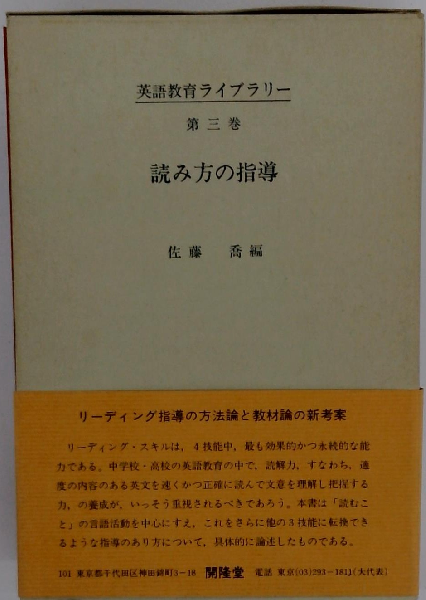 英語教育ライブラリー
第三巻
読み方の指導
佐藤 喬編
リーディング指導の方法論と教材論の新考案
リーディング・スキルは，4技能中，最も効果的かつ永続的な能
力である。中学校・高校の英語教育の中で，読解力，すなわち，適
度の内容のある英文を速くかつ正確に読んで文意を理解し把握する
力，の養成が，いっそう重視されるべきであろう。本書は「読むこ
と」の言語活動を中心にすえ，これをさらに他の3技能に転換でき
るような指導のあり方について，具体的に論述したものである。
101 東京都千代田区神田錦町3-18 開隆堂 電話 東京(03)293-1811(大代表)